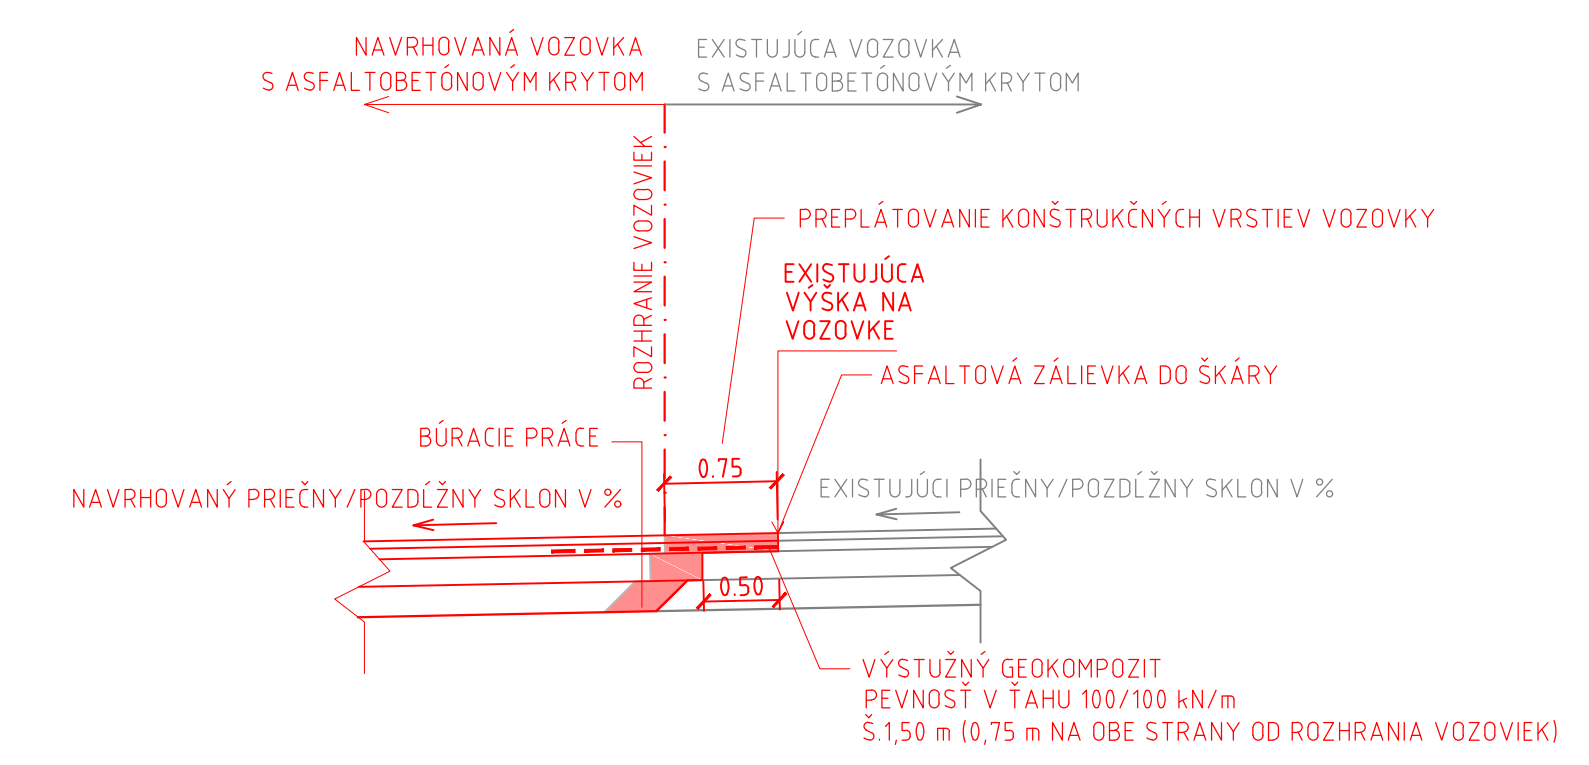 NAVRHOVANÁ VOZOVKA
S ASFALTOBETÓNOVÝM KRYTOM
EXISTUJÚCA VOZOVKA
S ASFALTOBETÓNOVÝM KRYTOM
ROZHRANIE VOZOVIEK
PREPLÁTOVANIE KONŠTRUKČNÝCH VRSTIEV VOZOVKY
EXISTUJÚCA
VÝŠKA NA
VOZOVKE
ASFALTOVÁ ZÁLIEVKA DO ŠKÁRY
BÚRACIE PRÁCE
0.75
NAVRHOVANÝ PRIEČNY/POZDĹŽNY SKLON V %
EXISTUJÚCI PRIEČNY/POZDĹŽNY SKLON V %
0.50
VÝSTUŽNÝ GEOKOMPOZIT
PEVNOSŤ V ŤAHU 100/100 kN/m
Š.1,50 m (0,75 m NA OBE STRANY OD ROZHRANIA VOZOVIEK)